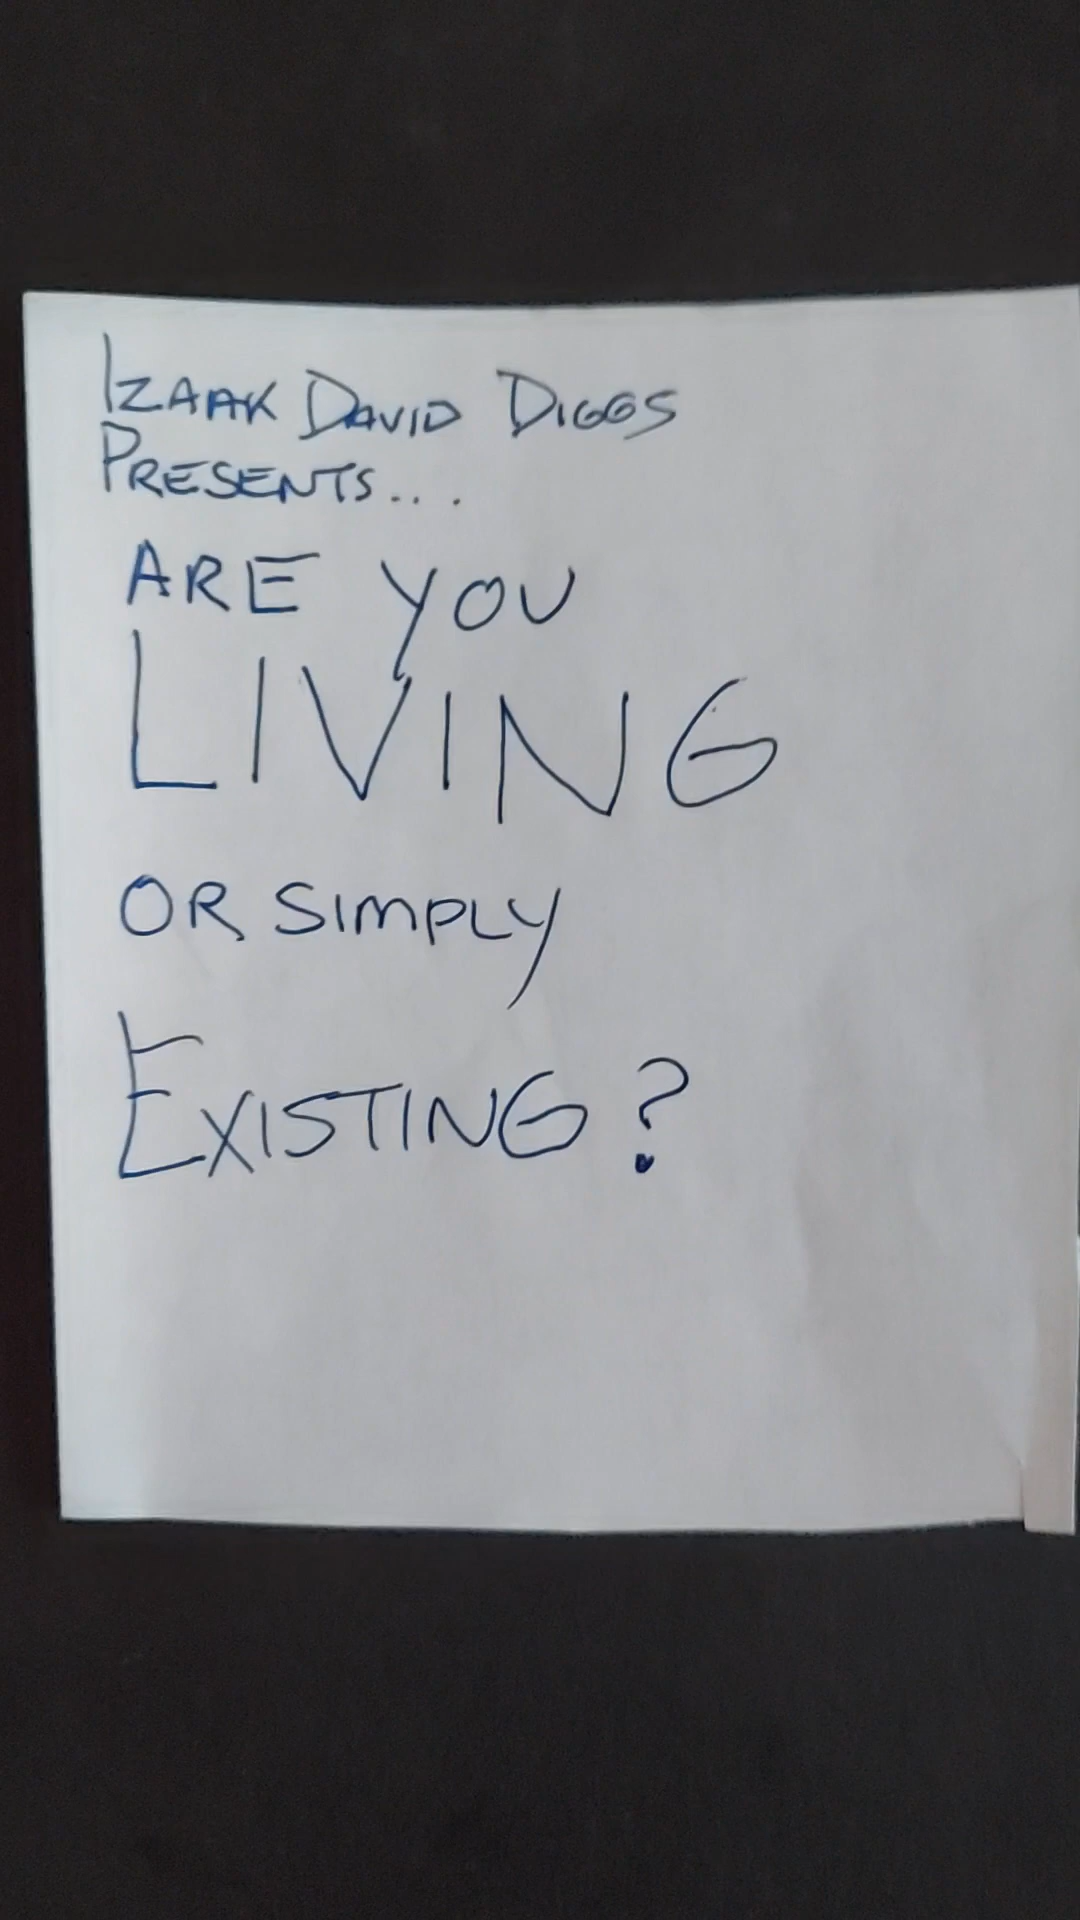 IZAAK DAVID DIGGS
PRESENTS...
ARE YOU
LIVING
OR SIMPLY
EXISTING?